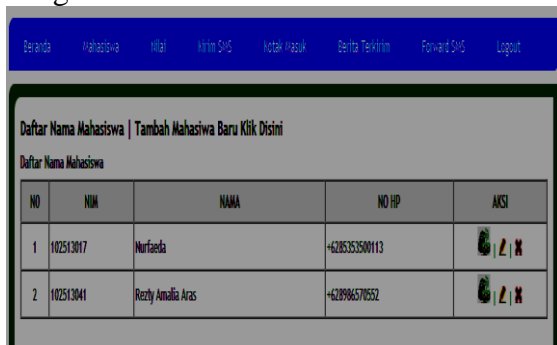 Beranda Mahasiswa Nilai Kirim SMS Kotak Masuk Berita Terkirim Forward SMS Logout
Daftar Nama Mahasiswa | Tambah Mahasiwa Baru Klik Disini
Daftar Nama Mahasiswa
NO NIM NAMA NO HP AKSI
1 102513017 Nurfaeda +6285353500113 | |
2 102513041 Rezty Amalia Aras +628986570552 | |